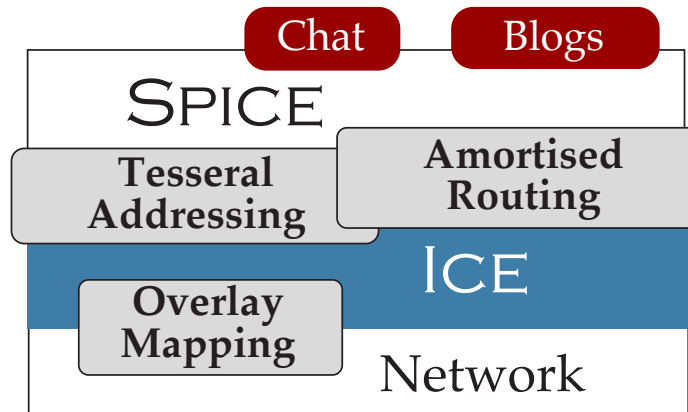 Chat Blogs
SPICE
Tesseral
Addressing
Amortised
Routing
ICE
Overlay
Mapping
Network